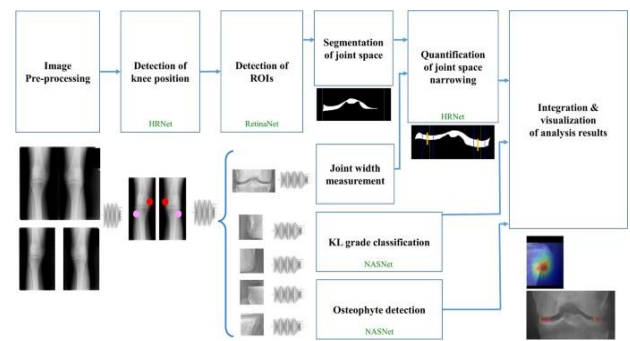 Image
Pre-processing
Detection of
knee position
HRNet
Detection of
ROIs
RetinaNet
Segmentation
of joint space
Quantification
of joint space
narrowing
HRNet
Integration &
visualization
of analysis results
Joint width
measurement
KL grade classification
NASNet
Osteophyte detection
NASNet